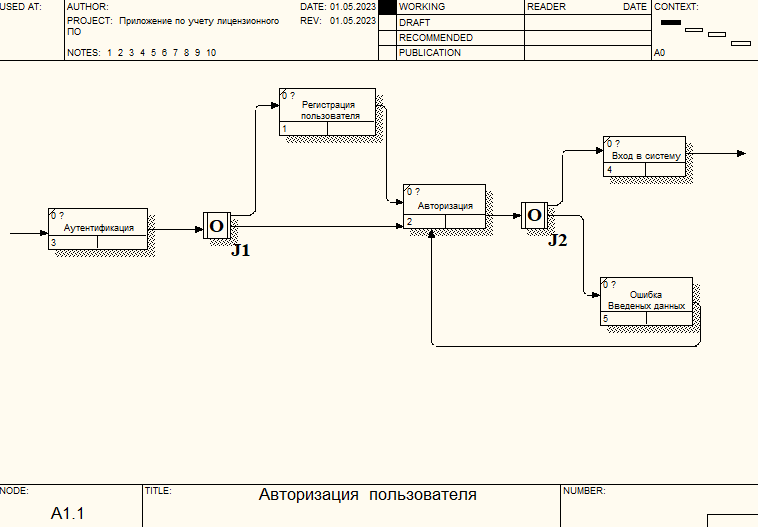 USED AT:
AUTHOR:
DATE: 01.05.2023
WORKING
READER
DATE
CONTEXT:
PROJECT: Приложение по учету лицензионного
ПО
REV: 01.05.2023
DRAFT
RECOMMENDED
NOTES: 1 2 3 4 5 6 7 8 9 10
PUBLICATION
A0
0 ?
Регистрация
пользователя
1
0 ?
Вход в систему
4
0 ?
Авторизация
2
0 ?
Аутентификация
3
O
J1
O
J2
0 ?
Ошибка
Введеных данных
5
NODE:
A1.1
TITLE:
Авторизация пользователя
NUMBER: